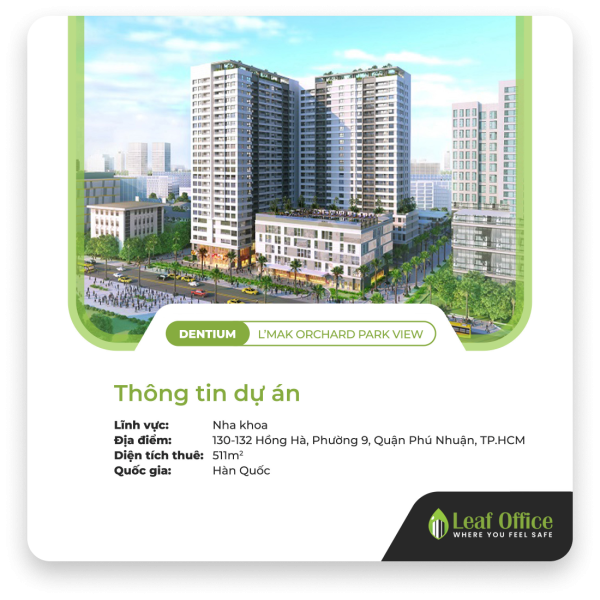 DENTIUM L'MAK ORCHARD PARK VIEW
Thông tin dự án
Lĩnh vực: Nha khoa
Địa điểm: 130-132 Hồng Hà, Phường 9, Quận Phú Nhuận, TP.HCM
Diện tích thuê: 511m²
Quốc gia: Hàn Quốc
Leaf Office
WHERE YOU FEEL SAFE